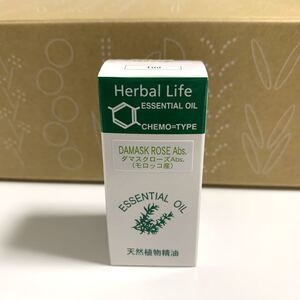 Herbal Life
ESSENTIAL OIL
CHEMO=TYPE
DAMASK ROSE Abs.
ダマスクローズAbs.
(モロッコ産)
ESSENTIAL OIL
天然植物精油